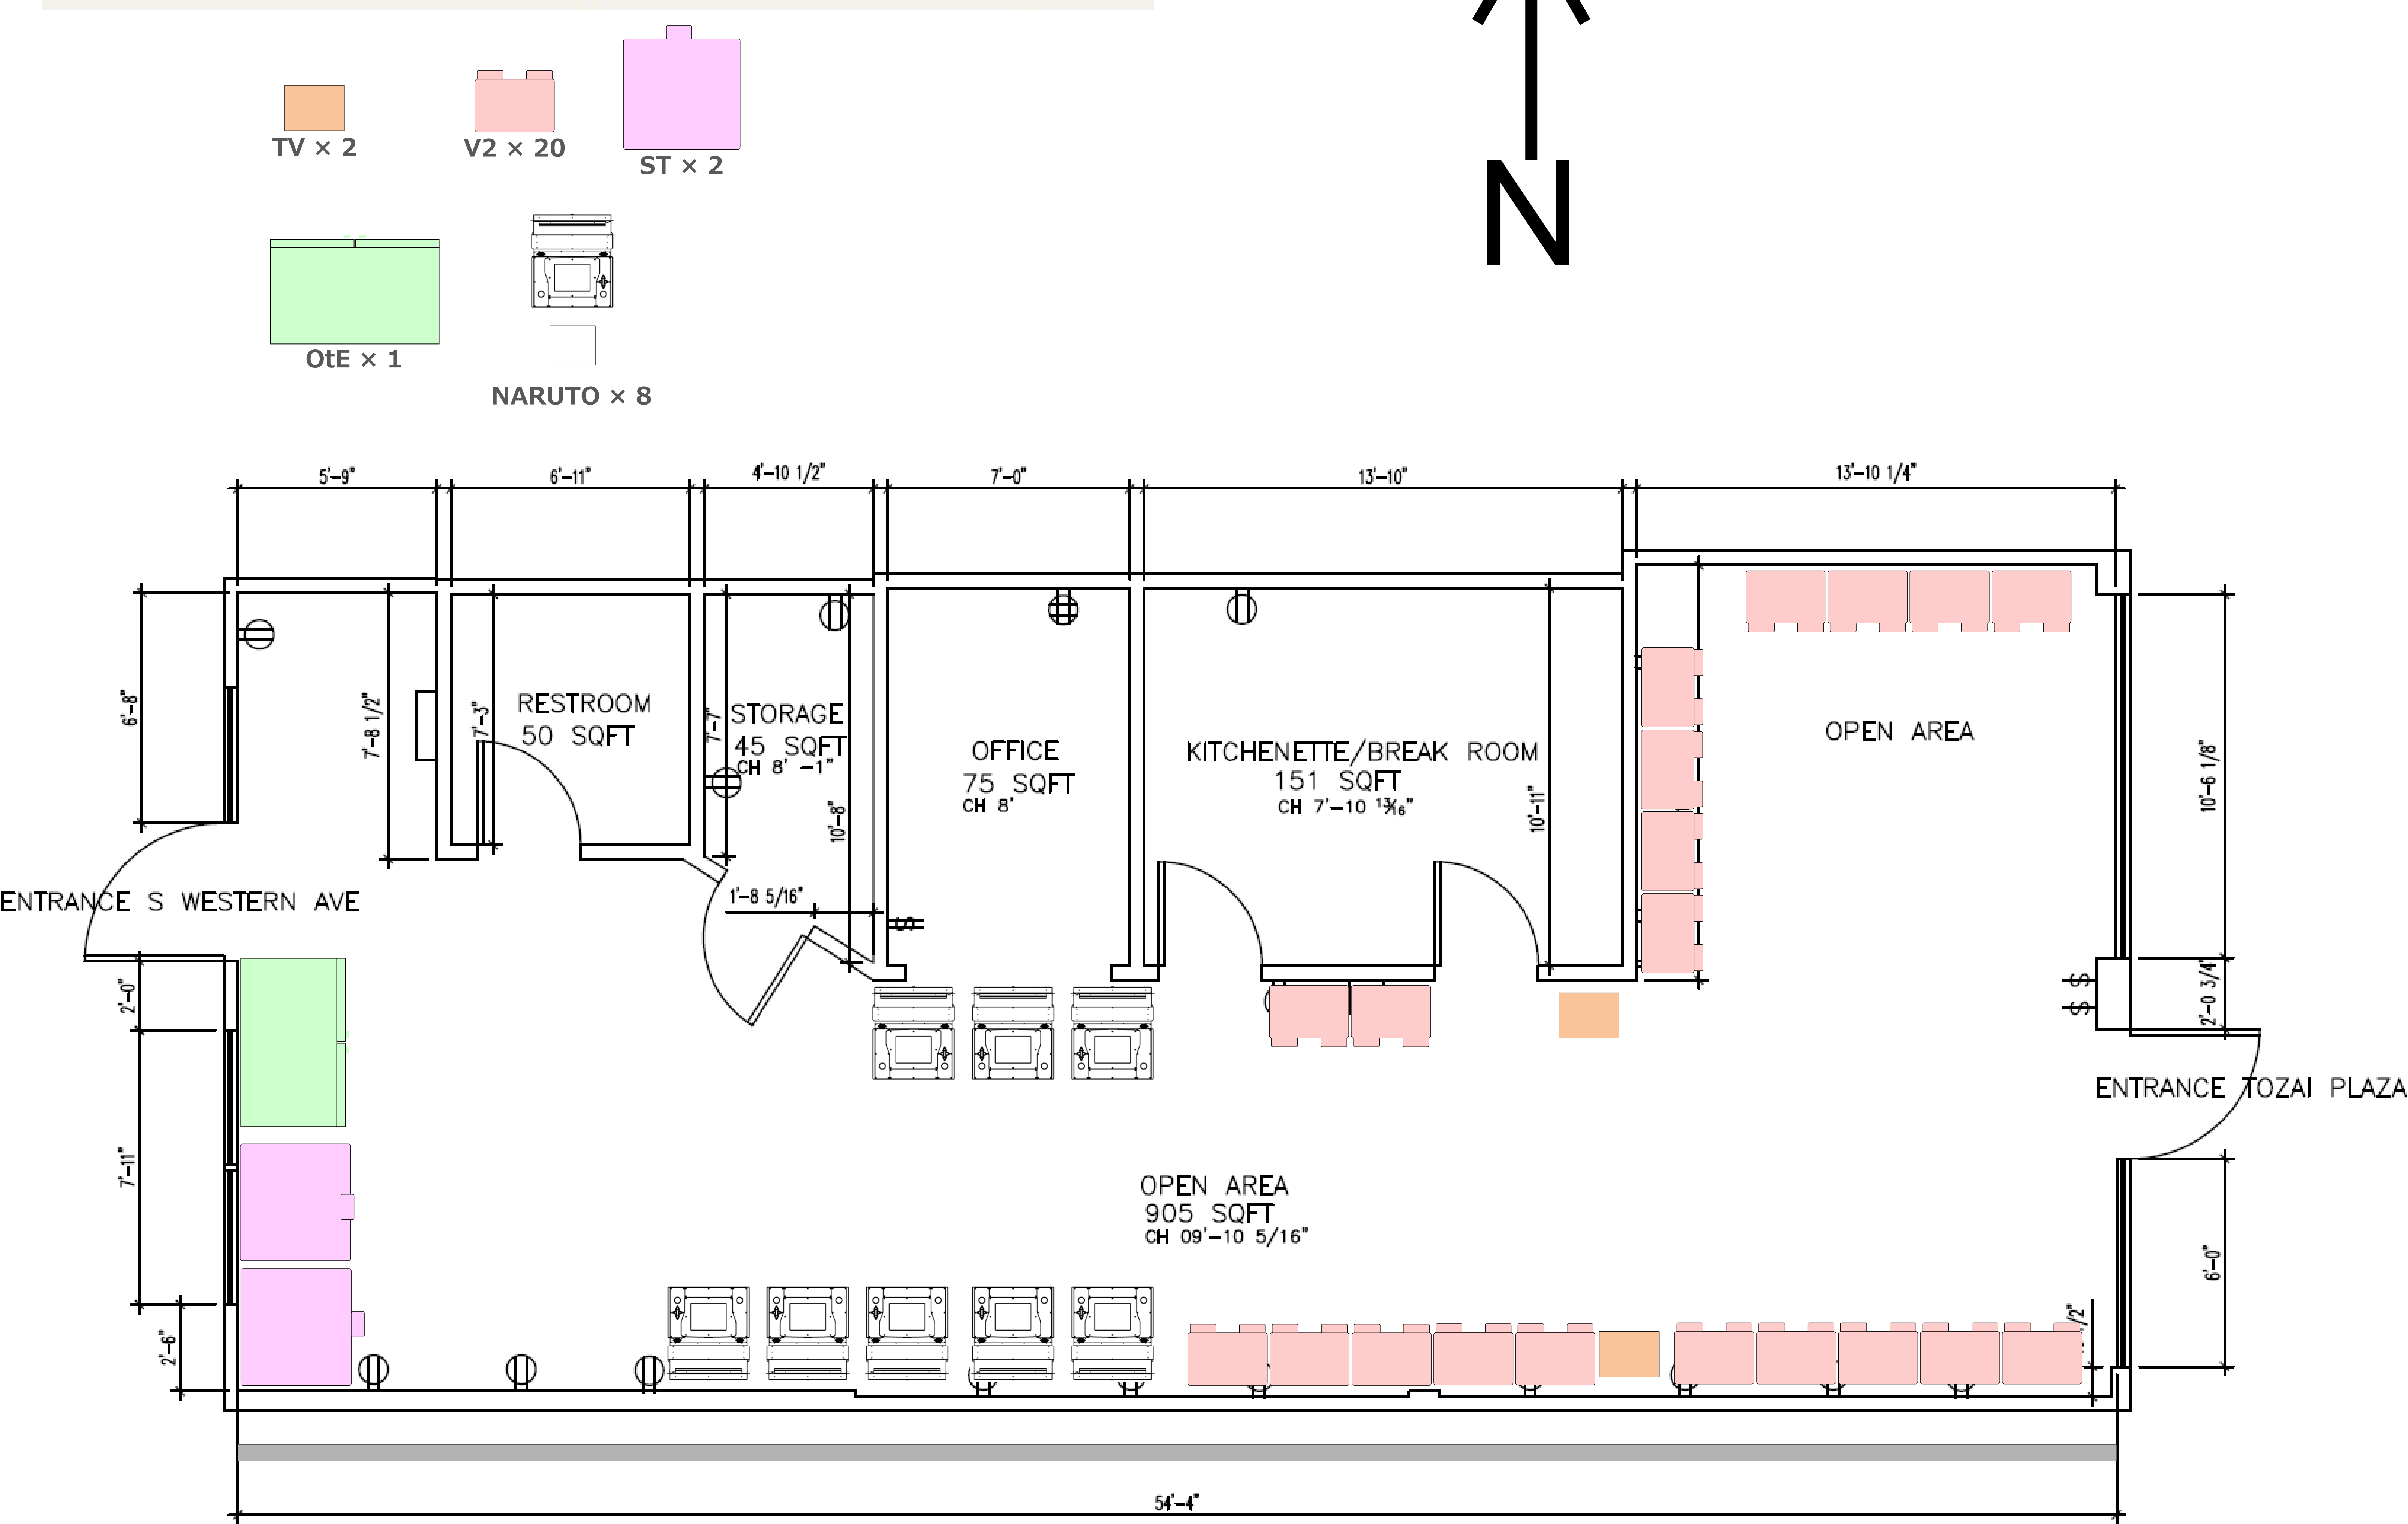 TV × 2
V2 × 20
ST × 2
N
OtE × 1
NARUTO × 8
5'-9"
6'-11"
4'-10 1/2"
7'-0"
13'-10"
13'-10 1/4"
6'-8"
7'-8 1/2"
7'-3"
RESTROOM
50 SQFT
7'-7"
STORAGE
45 SQFT
CH 8' -1"
10'-8"
OFFICE
75 SQFT
CH 8'
KITCHENETTE/BREAK ROOM
151 SQFT
CH 7'-10 13/16"
10'-11"
OPEN AREA
10'-6 1/8"
ENTRANCE S WESTERN AVE
1'-8 5/16"
S
2'-0"
$
$
2'-0 3/4"
ENTRANCE TOZAI PLAZA
7'-11"
OPEN AREA
905 SQFT
CH 09'-10 5/16"
6'-0"
2'-6"
/2"
54'-4"